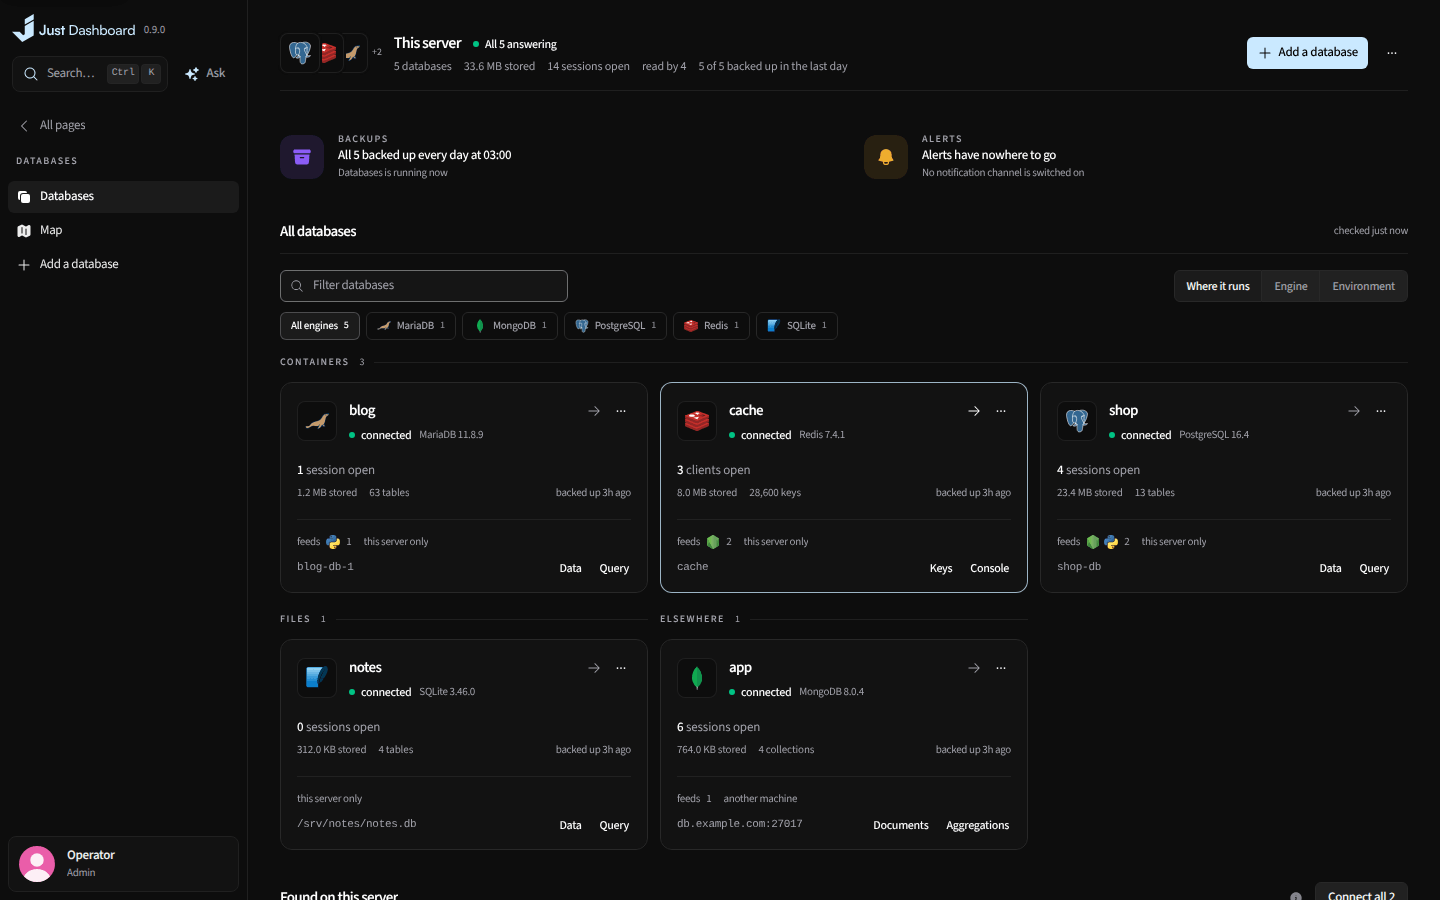 Just Dashboard 0.9.0
Search... Ctrl K Ask
All pages
DATABASES
Databases
Map
Add a database
Operator
Admin
+2 This server All 5 answering
5 databases 33.6 MB stored 14 sessions open read by 4 5 of 5 backed up in the last day
Add a database ...
BACKUPS
All 5 backed up every day at 03:00
Databases is running now
ALERTS
Alerts have nowhere to go
No notification channel is switched on
All databases checked just now
Filter databases Where it runs Engine Environment
All engines 5 MariaDB 1 MongoDB 1 PostgreSQL 1 Redis 1 SQLite 1
CONTAINERS 3
blog
connected MariaDB 11.8.9
1 session open
1.2 MB stored 63 tables backed up 3h ago
feeds 1 this server only
blog-db-1 Data Query
cache
connected Redis 7.4.1
3 clients open
8.0 MB stored 28,600 keys backed up 3h ago
feeds 2 this server only
cache Keys Console
shop
connected PostgreSQL 16.4
4 sessions open
23.4 MB stored 13 tables backed up 3h ago
feeds 2 this server only
shop-db Data Query
FILES 1
notes
connected SQLite 3.46.0
0 sessions open
312.0 KB stored 4 tables backed up 3h ago
this server only
/srv/notes/notes.db Data Query
ELSEWHERE 1
app
connected MongoDB 8.0.4
6 sessions open
764.0 KB stored 4 collections backed up 3h ago
feeds 1 another machine
db.example.com:27017 Documents Aggregations
Found on this server Connect all 2